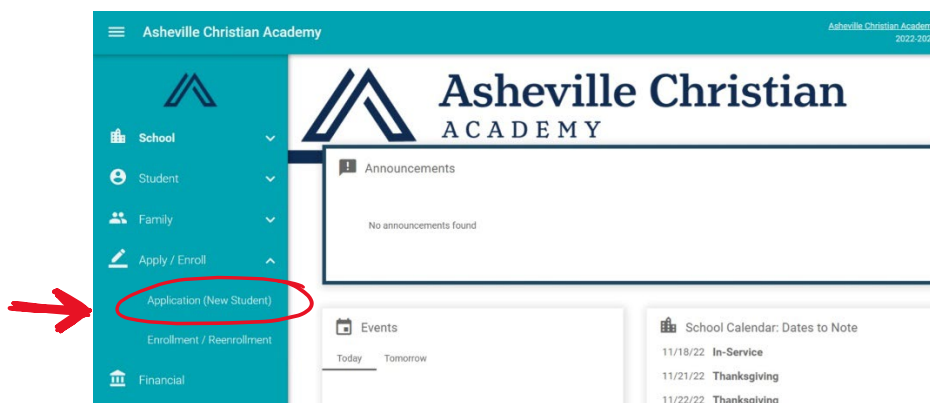 Asheville Christian Academy
Asheville Christian Academ
2022-202
School
Student
Family
Apply / Enroll
Application (New Student)
Enrollment / Reenrollment
Financial
Asheville Christian
ACADEMY
Announcements
No announcements found
Events
Today Tomorrow
School Calendar: Dates to Note
11/18/22 In-Service
11/21/22 Thanksgiving
11/22/22 Thanksgiving